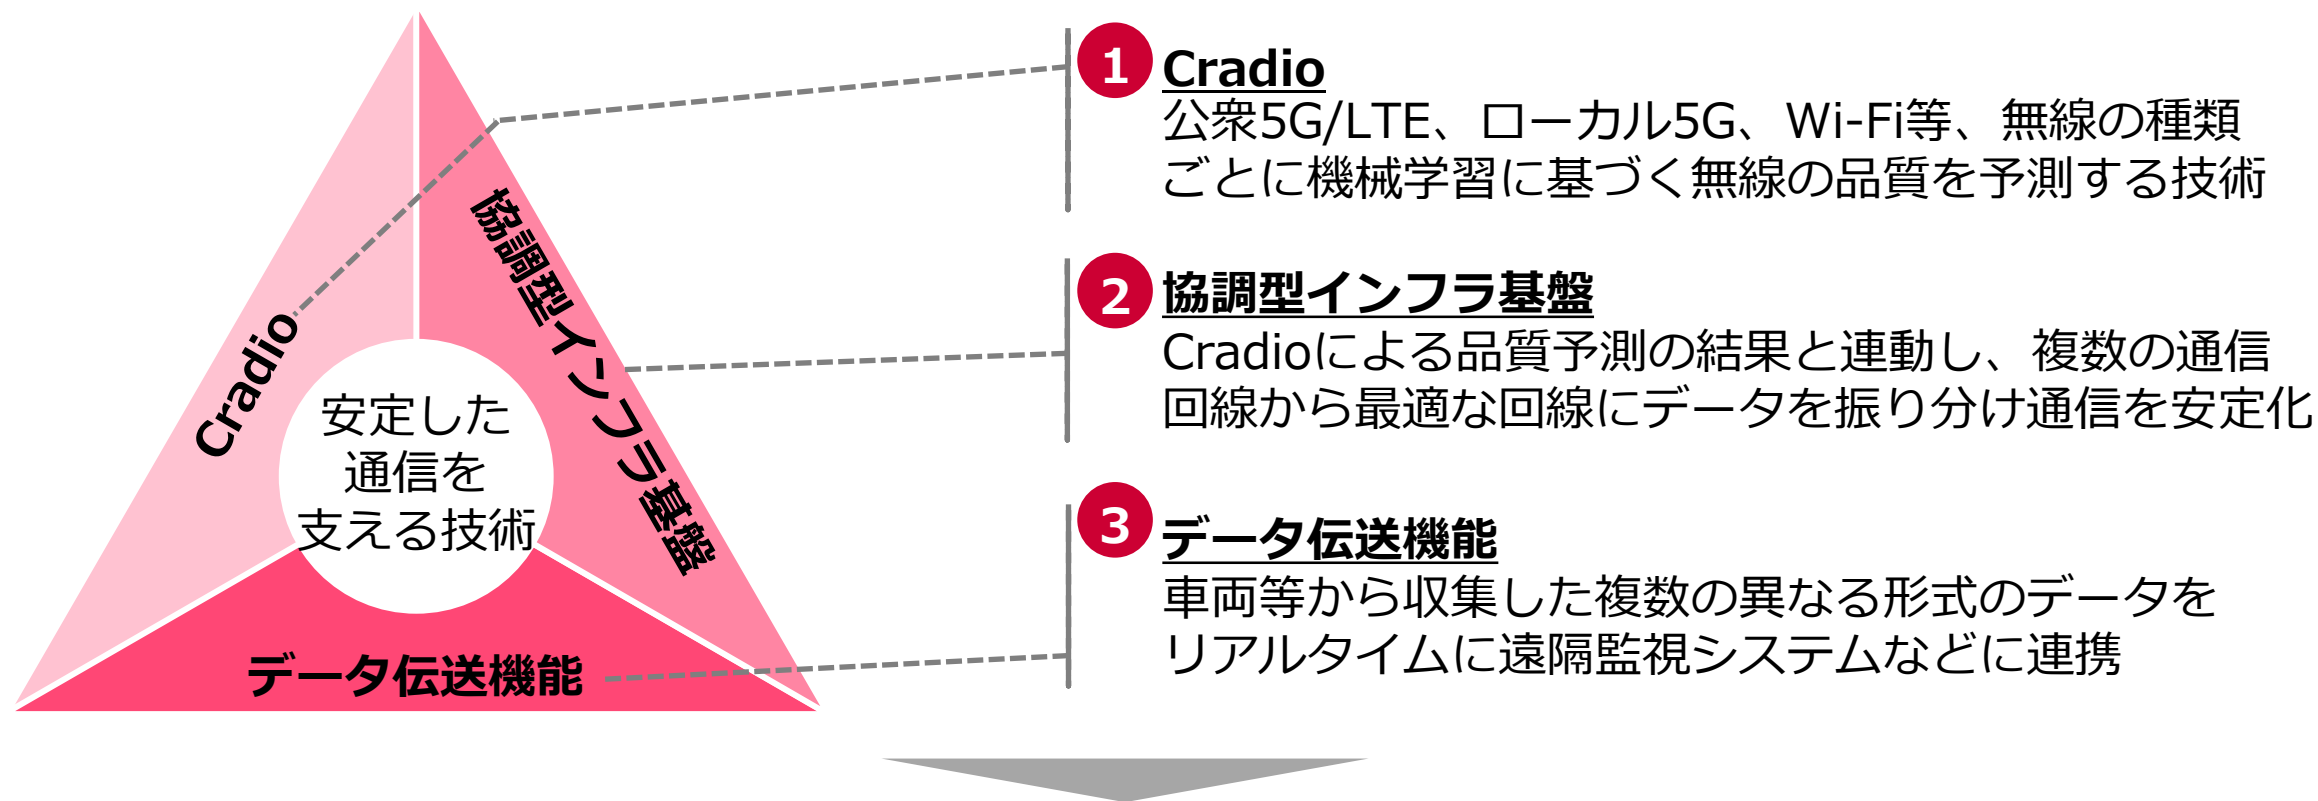 Cradio
協調型インフラ基盤
安定した
通信を
支える技術
データ伝送機能
1
Cradio
公衆5G/LTE、ローカル5G、Wi-Fi等、無線の種類
ごとに機械学習に基づく無線の品質を予測する技術
2
協調型インフラ基盤
Cradioによる品質予測の結果と連動し、複数の通信
回線から最適な回線にデータを振り分け通信を安定化
3
データ伝送機能
車両等から収集した複数の異なる形式のデータを
リアルタイムに遠隔監視システムなどに連携